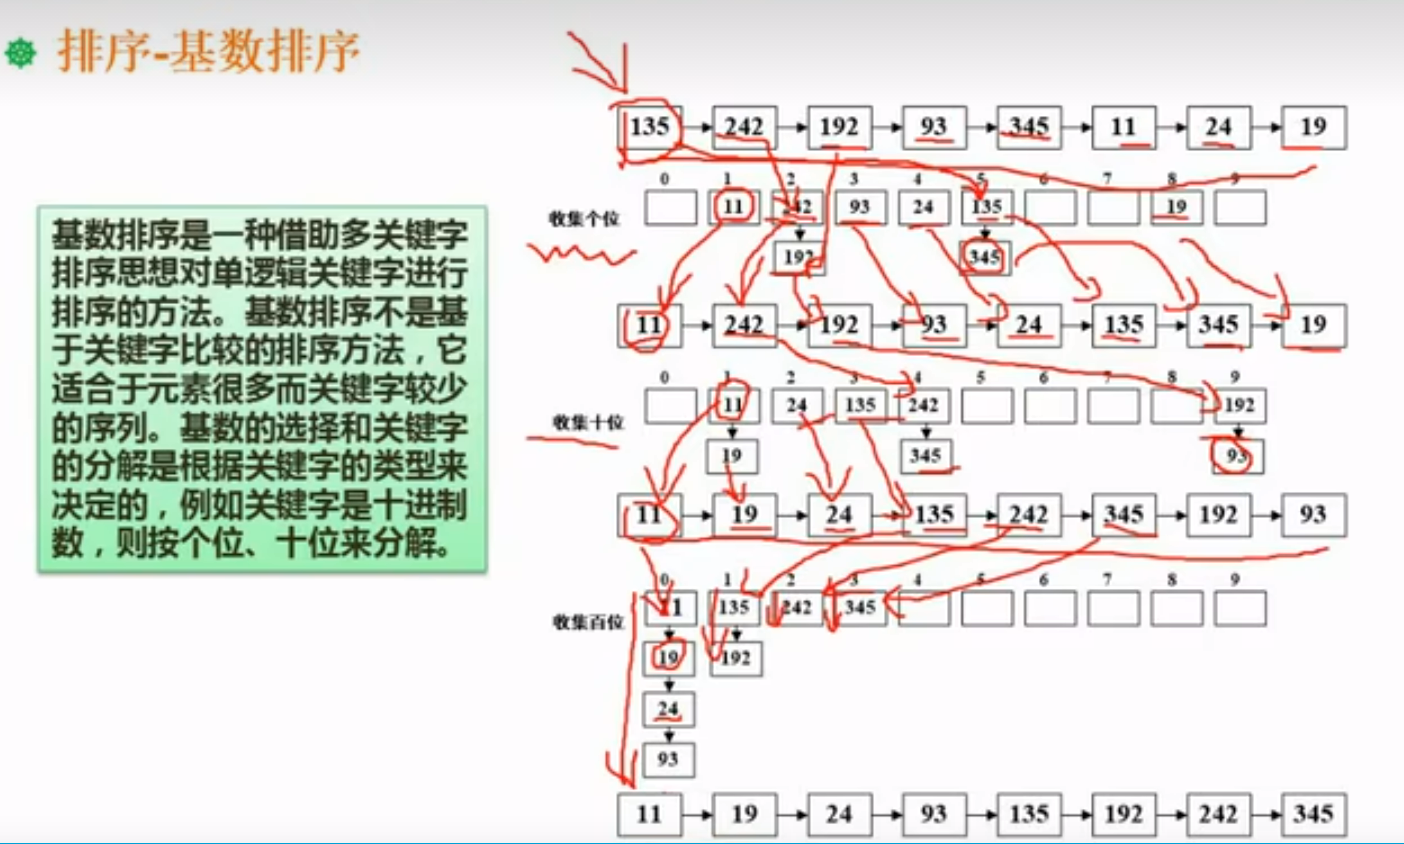 排序-基数排序
基数排序是一种借助多关键字
排序思想对单逻辑关键字进行
排序的方法。基数排序不是基
于关键字比较的排序方法，它
适合于元素很多而关键字较少
的序列。基数的选择和关键字
的分解是根据关键字的类型来
决定的，例如关键字是十进制
数，则按个位、十位来分解。
135 242 192 93 345 11 24 19
0 1 2 3 4 5 6 7 8 9
收集个位 11 242 93 24 135 19
192 345
11 242 192 93 24 135 345 19
0 1 2 3 4 5 6 7 8 9
收集十位 11 24 135 242 192
19 345 93
11 19 24 135 242 345 192 93
0 1 2 3 4 5 6 7 8 9
收集百位 11 135 242 345
19 192
24
93
11 19 24 93 135 192 242 345